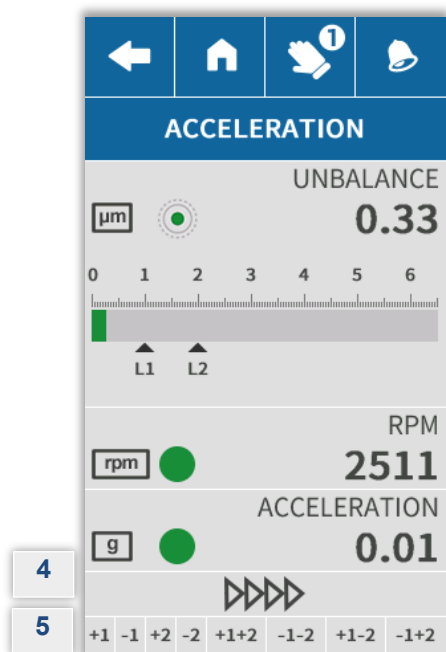 1
ACCELERATION
UNBALANCE
µm 0.33
0 1 2 3 4 5 6
L1 L2
RPM
rpm 2511
ACCELERATION
g 0.01
4
5 +1 -1 +2 -2 +1+2 -1-2 +1-2 -1+2